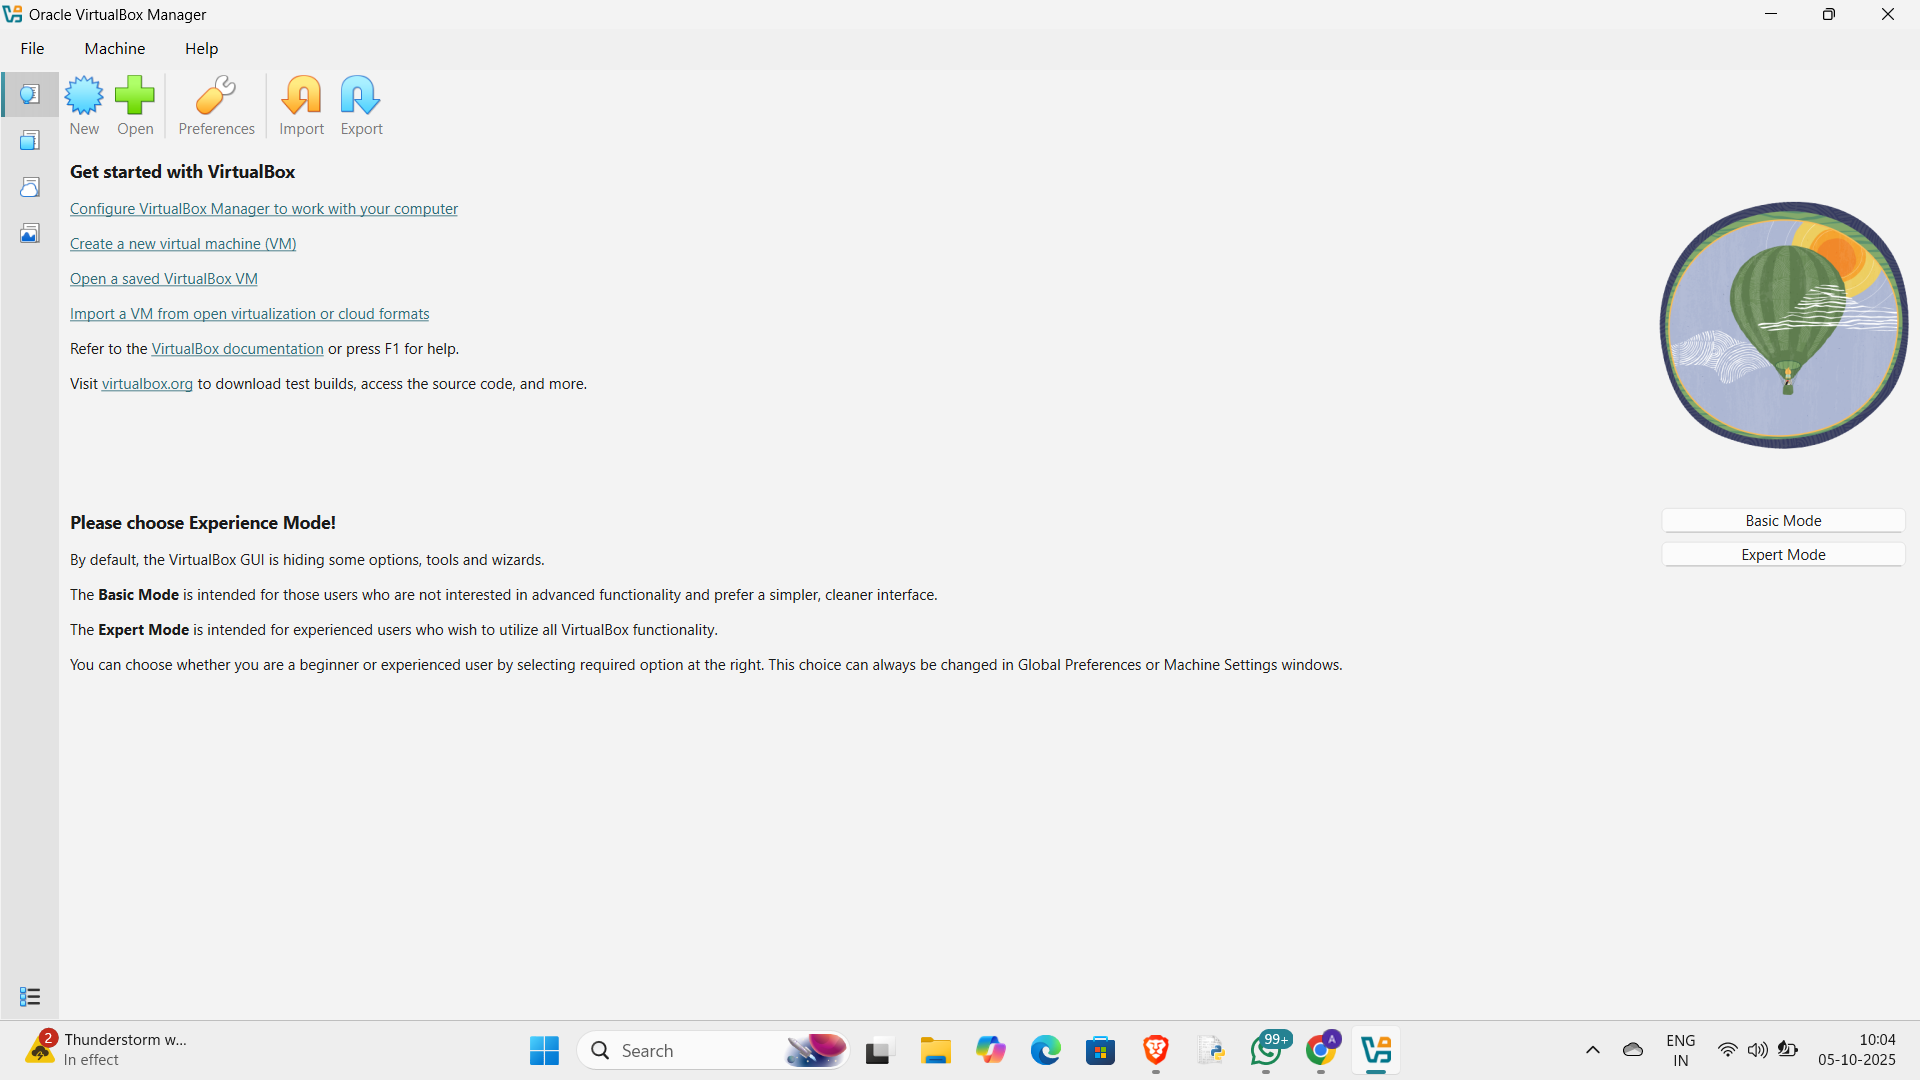 Oracle VirtualBox Manager
File Machine Help
New Open Preferences Import Export
Get started with VirtualBox
Configure VirtualBox Manager to work with your computer
Create a new virtual machine (VM)
Open a saved VirtualBox VM
Import a VM from open virtualization or cloud formats
Refer to the VirtualBox documentation or press F1 for help.
Visit virtualbox.org to download test builds, access the source code, and more.
Please choose Experience Mode!
Basic Mode
Expert Mode
By default, the VirtualBox GUI is hiding some options, tools and wizards.
The Basic Mode is intended for those users who are not interested in advanced functionality and prefer a simpler, cleaner interface.
The Expert Mode is intended for experienced users who wish to utilize all VirtualBox functionality.
You can choose whether you are a beginner or experienced user by selecting required option at the right. This choice can always be changed in Global Preferences or Machine Settings windows.
2
Thunderstorm w...
In effect
Search
99+
A
ENG
IN
10:04
05-10-2025